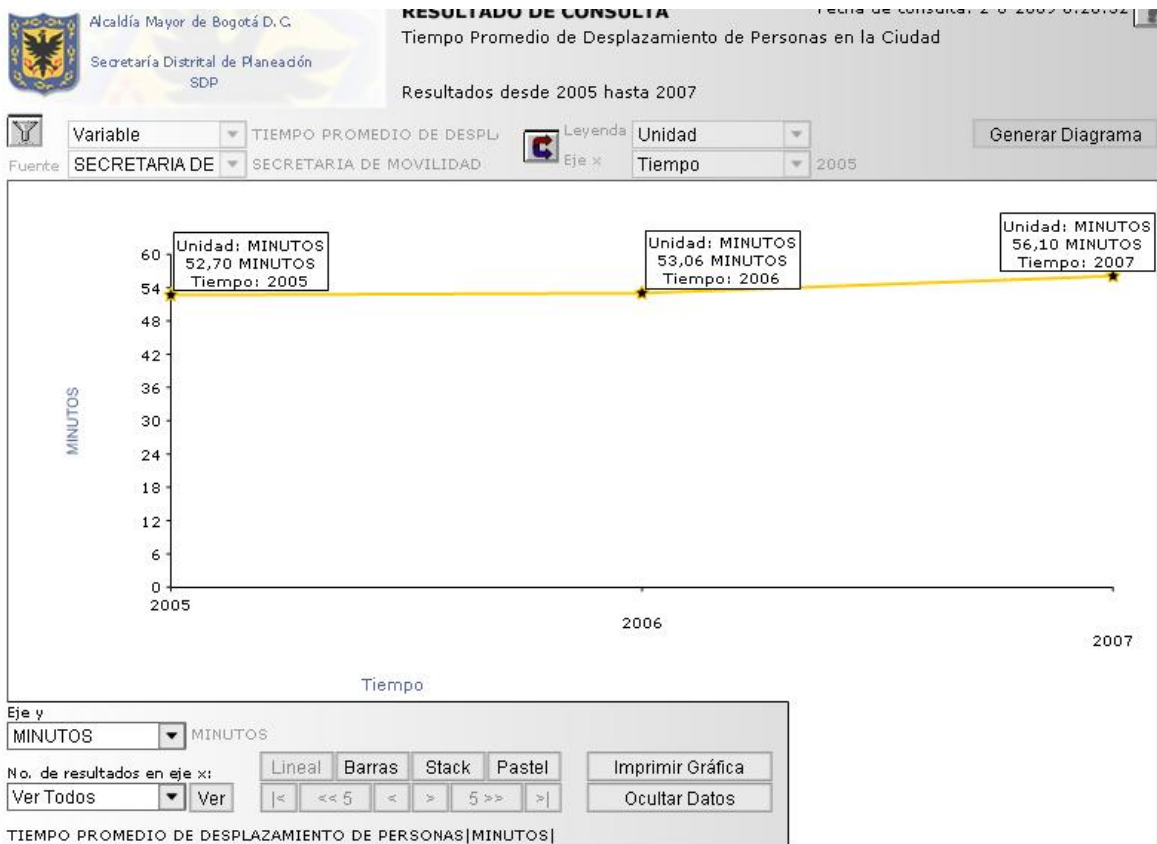 Alcaldía Mayor de Bogotá D. C.
Secretaría Distrital de Planeación
SDP
RESULTADO DE CONSULTA
Tiempo Promedio de Desplazamiento de Personas en la Ciudad
Resultados desde 2005 hasta 2007
Fecha de consulta:
Variable TIEMPO PROMEDIO DE DESPL
Leyenda Unidad
Generar Diagrama
Fuente SECRETARIA DE SECRETARIA DE MOVILIDAD
Eje x Tiempo 2005
Unidad: MINUTOS
52,70 MINUTOS
Tiempo: 2005
Unidad: MINUTOS
53,06 MINUTOS
Tiempo: 2006
Unidad: MINUTOS
56,10 MINUTOS
Tiempo: 2007
60
54
48
42
36
30
24
18
12
6
0
MINUTOS
2005
2006
2007
Tiempo
Eje y
MINUTOS MINUTOS
No. de resultados en eje x:
Ver Todos Ver
Lineal Barras Stack Pastel
|< << 5 < > 5 >> >|
Imprimir Gráfica
Ocultar Datos
TIEMPO PROMEDIO DE DESPLAZAMIENTO DE PERSONAS|MINUTOS|